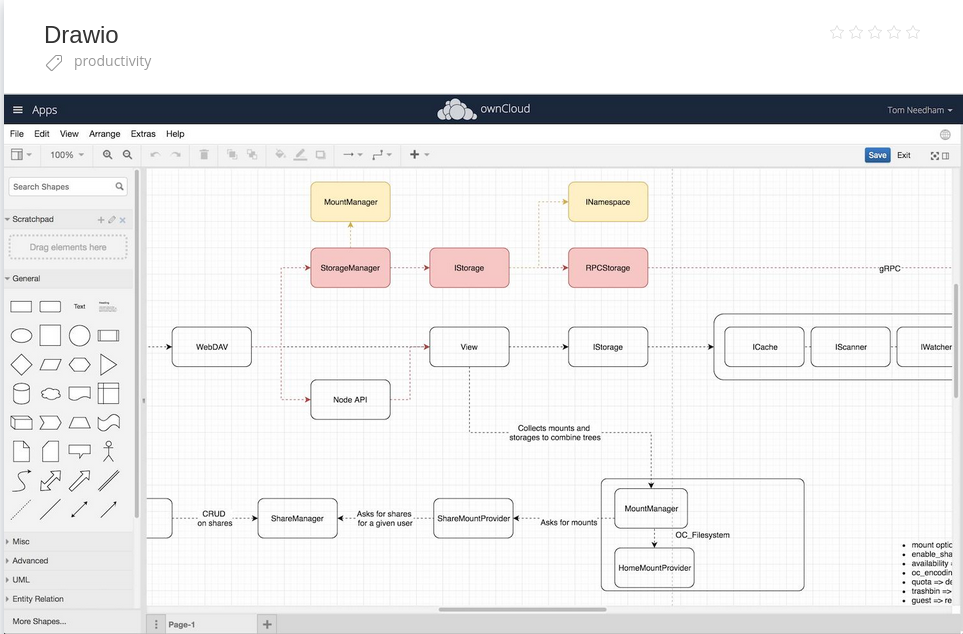 Drawio
productivity
Apps
ownCloud
Tom Needham
File Edit View Arrange Extras Help
100%
Save Exit
Search Shapes
Scratchpad
Drag elements here
General
Text
Misc
Advanced
UML
Entity Relation
More Shapes...
MountManager
INamespace
StorageManager
IStorage
RPCStorage
gRPC
WebDAV
View
IStorage
ICache
IScanner
IWatcher
Node API
Collects mounts and
storages to combine trees
CRUD
on shares
ShareManager
Asks for shares
for a given user
ShareMountProvider
Asks for mounts
MountManager
OC_Filesystem
HomeMountProvider
• mount optio
• enable_sha
• availability
• oc_encodin
• quota => de
• trashbin =>
• guest => re
Page-1